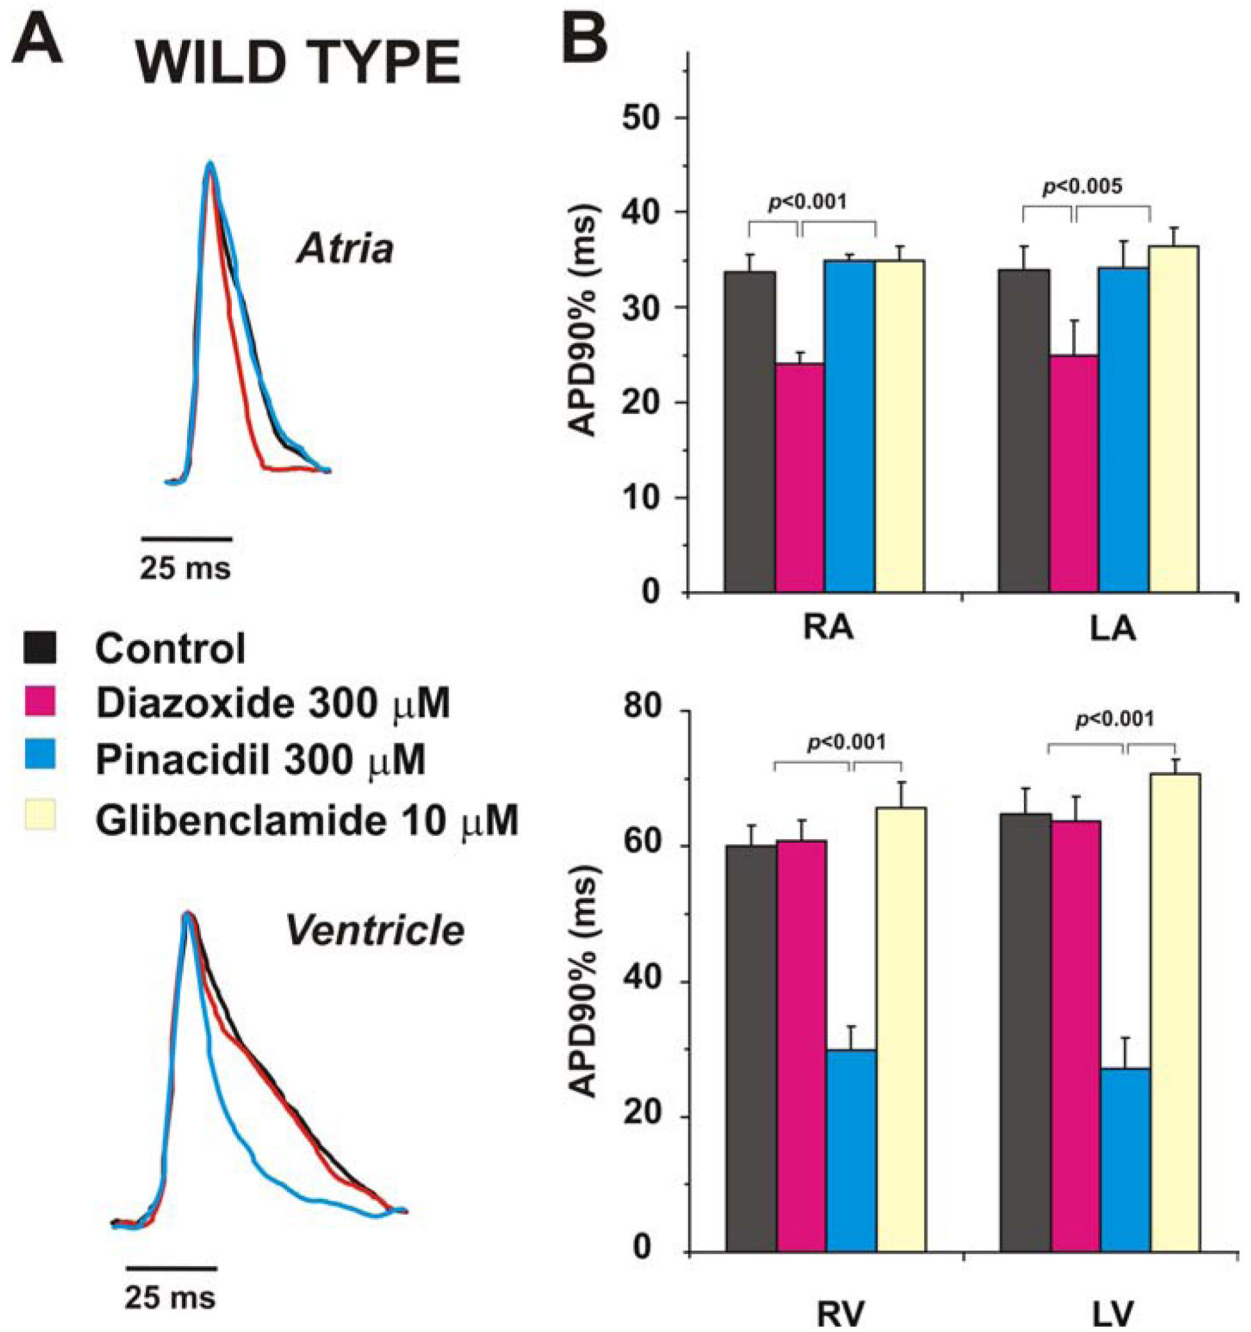 A
WILD TYPE
Atria
25 ms
Control
Diazoxide 300 μM
Pinacidil 300 μM
Glibenclamide 10 μM
Ventricle
25 ms
B
APD90% (ms)
50
40
30
20
10
0
p<0.001
p<0.005
RA LA
APD90% (ms)
80
60
40
20
0
p<0.001
p<0.001
RV LV